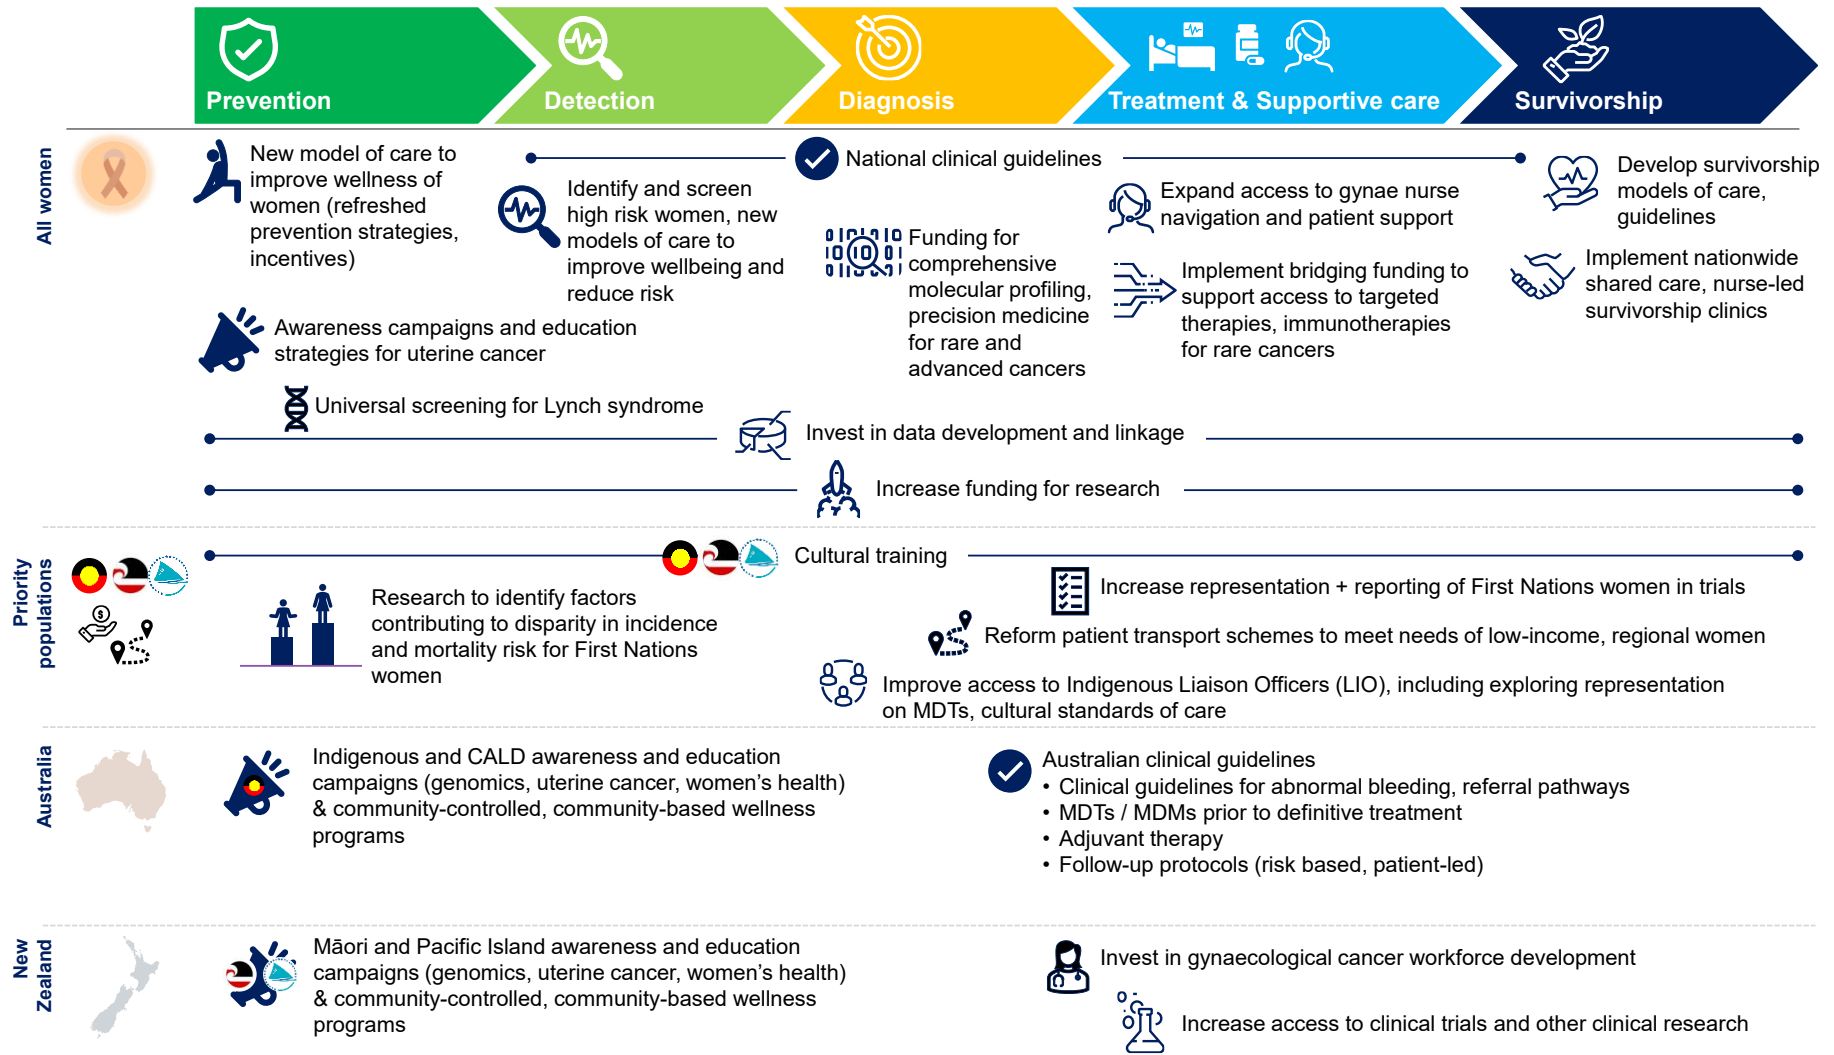 Prevention
Detection
Diagnosis
Treatment & Supportive care
Survivorship
All women
New model of care to
improve wellness of
women (refreshed
prevention strategies,
incentives)
Awareness campaigns and education
strategies for uterine cancer
Universal screening for Lynch syndrome
Identify and screen
high risk women, new
models of care to
improve wellbeing and
reduce risk
National clinical guidelines
Funding for
comprehensive
molecular profiling,
precision medicine
for rare and
advanced cancers
Expand access to gynae nurse
navigation and patient support
Implement bridging funding to
support access to targeted
therapies, immunotherapies
for rare cancers
Develop survivorship
models of care,
guidelines
Implement nationwide
shared care, nurse-led
survivorship clinics
Invest in data development and linkage
Increase funding for research
Priority
populations
Cultural training
Research to identify factors
contributing to disparity in incidence
and mortality risk for First Nations
women
Increase representation + reporting of First Nations women in trials
Reform patient transport schemes to meet needs of low-income, regional women
Improve access to Indigenous Liaison Officers (LIO), including exploring representation
on MDTs, cultural standards of care
Australia
Indigenous and CALD awareness and education
campaigns (genomics, uterine cancer, women’s health)
& community-controlled, community-based wellness
programs
Australian clinical guidelines
• Clinical guidelines for abnormal bleeding, referral pathways
• MDTs / MDMs prior to definitive treatment
• Adjuvant therapy
• Follow-up protocols (risk based, patient-led)
New
Zealand
Māori and Pacific Island awareness and education
campaigns (genomics, uterine cancer, women’s health)
& community-controlled, community-based wellness
programs
Invest in gynaecological cancer workforce development
Increase access to clinical trials and other clinical research